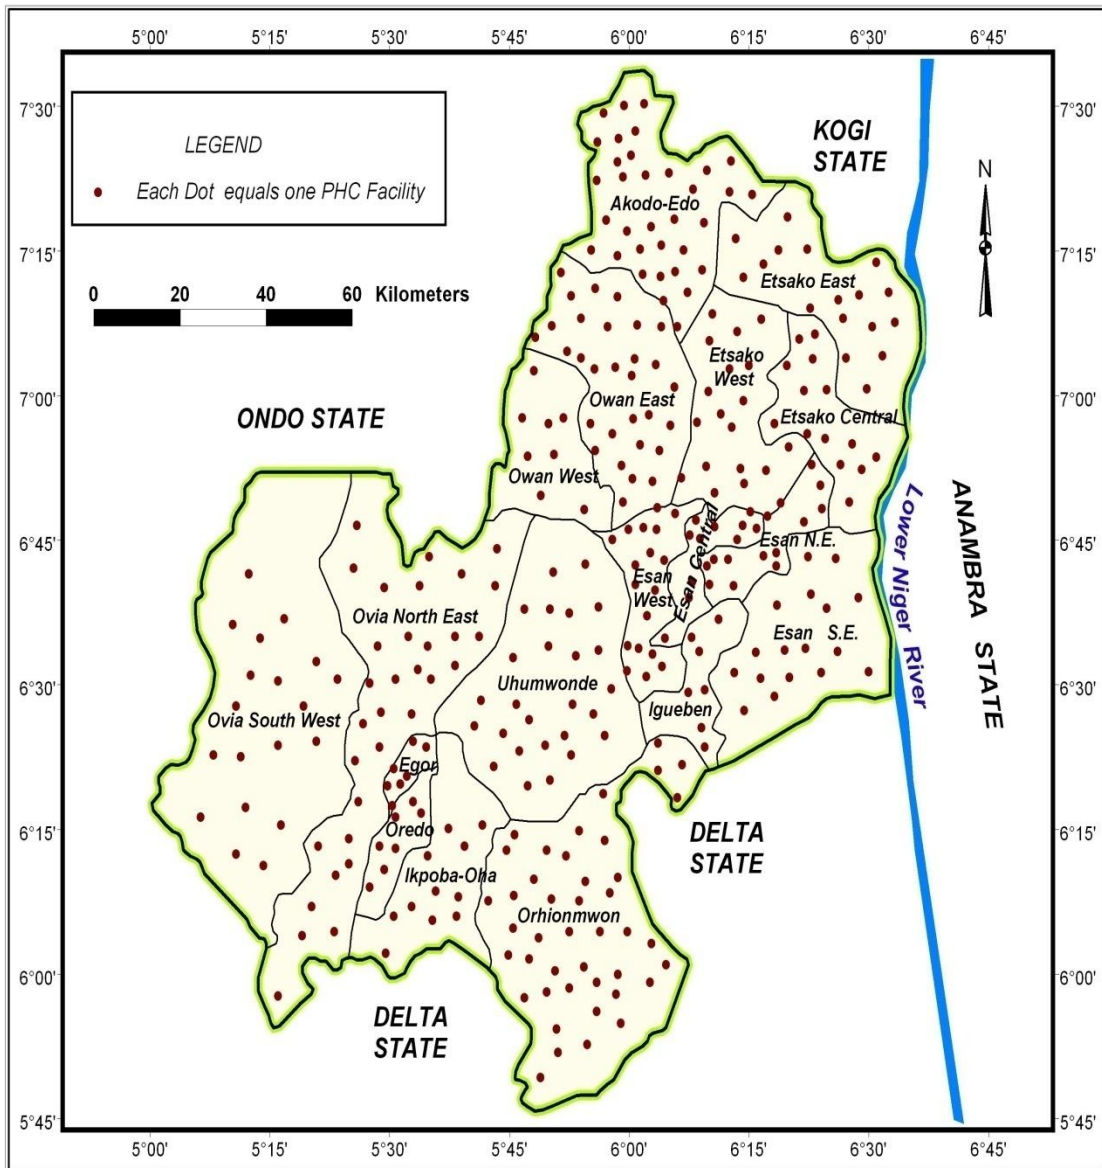 5°00' 5°15' 5°30' 5°45' 6°00' 6°15' 6°30' 6°45'
7°30' 7°30'
LEGEND
Each Dot equals one PHC Facility
KOGI
STATE
N
Akodo-Edo
7°15' 7°15'
Etsako East
0 20 40 60 Kilometers
Etsako
West
7°00' 7°00'
ONDO STATE
Owan East
Etsako Central
Owan West
Lower Niger River
ANAMBRA STATE
6°45' 6°45'
Esan N.E.
Esan Central
Esan
West
Ovia North East
Esan S.E.
6°30' 6°30'
Uhumwonde
Igueben
Ovia South West
Egor
6°15' 6°15'
Oredo
DELTA
STATE
Ikpoba-Oha
Orhionmwon
6°00' 6°00'
DELTA
STATE
5°45' 5°45'
5°00' 5°15' 5°30' 5°45' 6°00' 6°15' 6°30' 6°45'